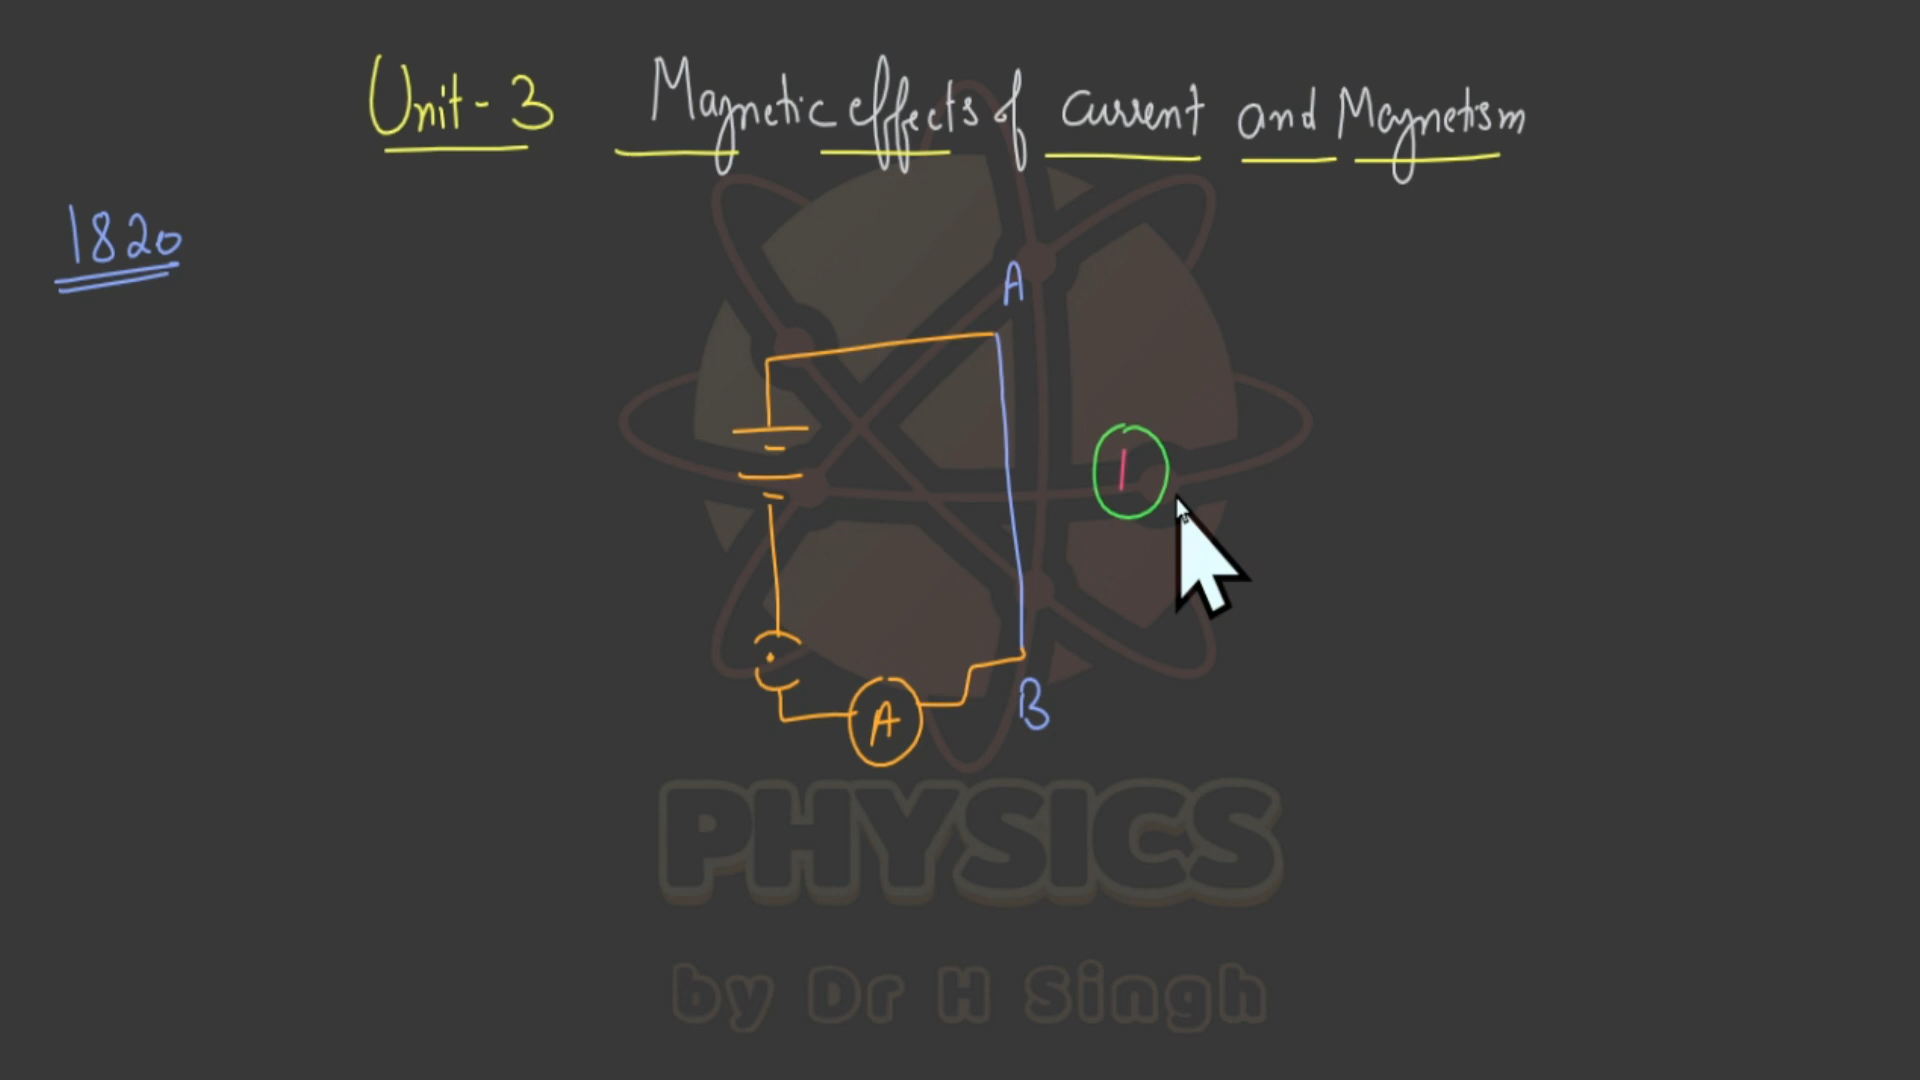 Unit-3 Magnetic effects of current and Magnetism
1820
A
A
B
PHYSICS
by Dr H Singh